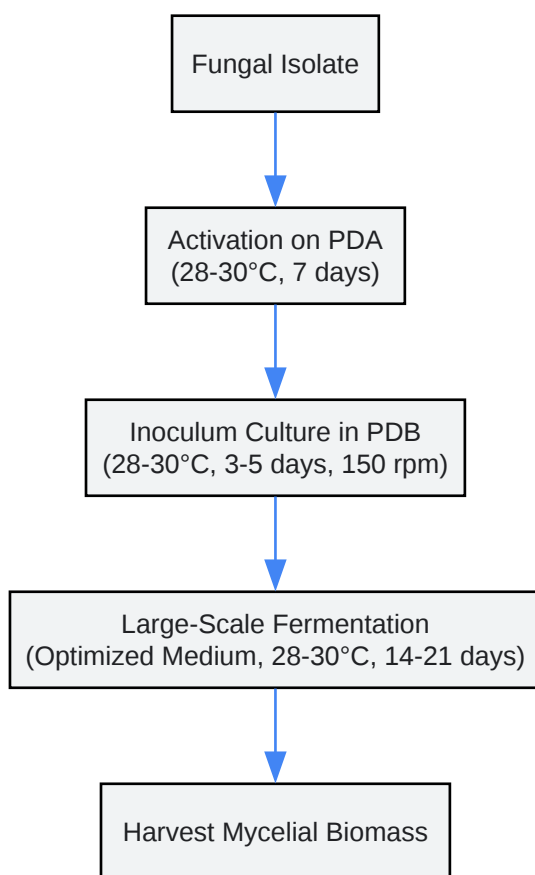 Fungal Isolate
Activation on PDA
(28-30°C, 7 days)
Inoculum Culture in PDB
(28-30°C, 3-5 days, 150 rpm)
Large-Scale Fermentation
(Optimized Medium, 28-30°C, 14-21 days)
Harvest Mycelial Biomass